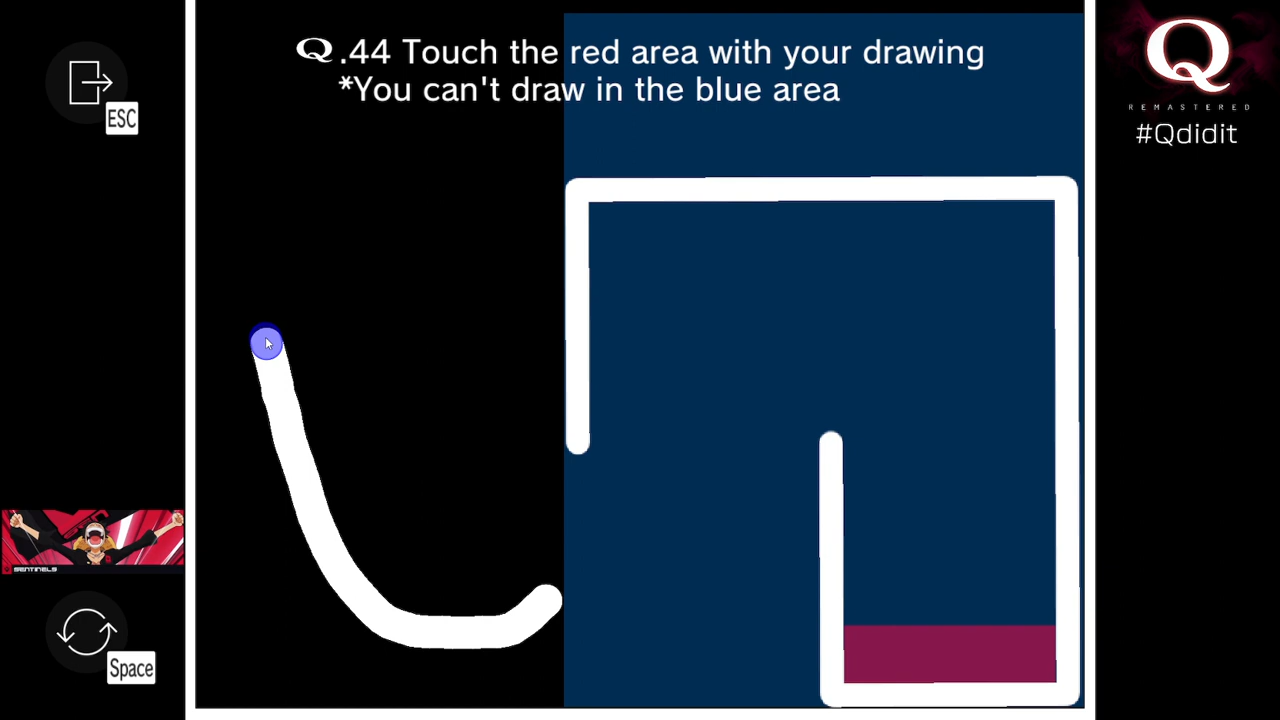 Q.44 Touch the red area with your drawing
*You can't draw in the blue area
ESC
Q
REMASTERED
#Qdidit
SENTINELS
Space